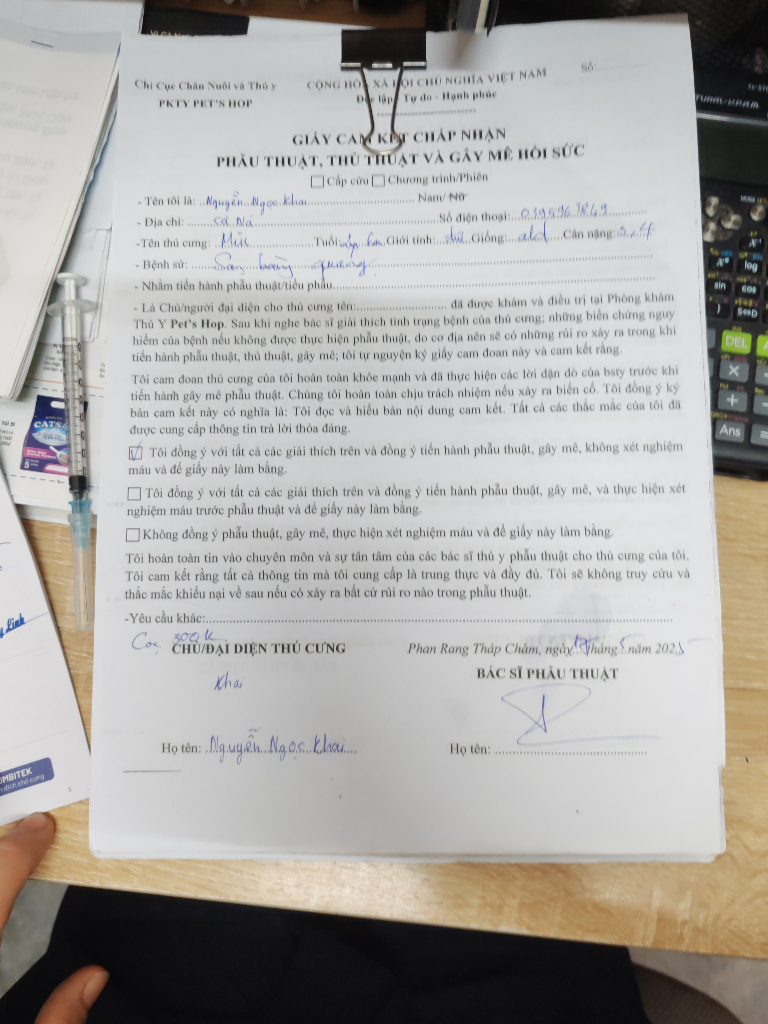 Chi Cục Chăn Nuôi và Thú y
PKTY PET'S HOP
CỘNG HÒA XÃ HỘI CHỦ NGHĨA VIỆT NAM
Độc lập - Tự do - Hạnh phúc
Số:
GIẤY CAM KẾT CHẤP NHẬN
PHẪU THUẬT, THỦ THUẬT VÀ GÂY MÊ HỒI SỨC
Cấp cứu Chương trình/Phiên
- Tên tôi là: Nguyễn Ngọc Khai Nam/ Nữ
- Địa chỉ: Cà Ná Số điện thoại: 0395963849
-Tên thú cưng: Tuổi: Giới tính: Giống: ald Cân nặng: 3,4
- Bệnh sử: Sạn bàng quang
- Nhằm tiến hành phẫu thuật/tiểu phẫu
- Là Chủ/người đại diện cho thú cưng tên: đã được khám và điều trị tại Phòng khám
Thú Y Pet's Hop. Sau khi nghe bác sĩ giải thích tình trạng bệnh của thú cưng; những biến chứng nguy
hiểm của bệnh nếu không được thực hiện phẫu thuật, do cơ địa nên sẽ có những rủi ro xảy ra trong khi
tiến hành phẫu thuật, thủ thuật, gây mê; tôi tự nguyện ký giấy cam đoan này và cam kết rằng.
Tôi cam đoan thú cưng của tôi hoàn toàn khỏe mạnh và đã thực hiện các lời dặn dò của bsty trước khi
tiến hành gây mê phẫu thuật. Chúng tôi hoàn toàn chịu trách nhiệm nếu xảy ra biến cố. Tôi đồng ý ký
bản cam kết này có nghĩa là: Tôi đọc và hiểu bản nội dung cam kết. Tất cả các thắc mắc của tôi đã
được cung cấp thông tin trả lời thỏa đáng.
Tôi đồng ý với tất cả các giải thích trên và đồng ý tiến hành phẫu thuật, gây mê, không xét nghiệm
máu và để giấy này làm bằng.
Tôi đồng ý với tất cả các giải thích trên và đồng ý tiến hành phẫu thuật, gây mê, và thực hiện xét
nghiệm máu trước phẫu thuật và để giấy này làm bằng.
Không đồng ý phẫu thuật, gây mê, thực hiện xét nghiệm máu và để giấy này làm bằng.
Tôi hoàn toàn tin vào chuyên môn và sự tận tâm của các bác sĩ thú y phẫu thuật cho thú cưng của tôi.
Tôi cam kết rằng tất cả thông tin mà tôi cung cấp là trung thực và đầy đủ. Tôi sẽ không truy cứu và
thắc mắc khiếu nại về sau nếu có xảy ra bất cứ rủi ro nào trong phẫu thuật.
-Yêu cầu khác:
Cọc 300k
CHỦ/ĐẠI DIỆN THÚ CƯNG
Phan Rang Tháp Chàm, ngày tháng 5 năm 2025
BÁC SĨ PHẪU THUẬT
Khai
Họ tên: Nguyễn Ngọc Khai
Họ tên:
CATSA
Linh
OMBITEK
DEL
sin
cos
log
Ans
S⇔D